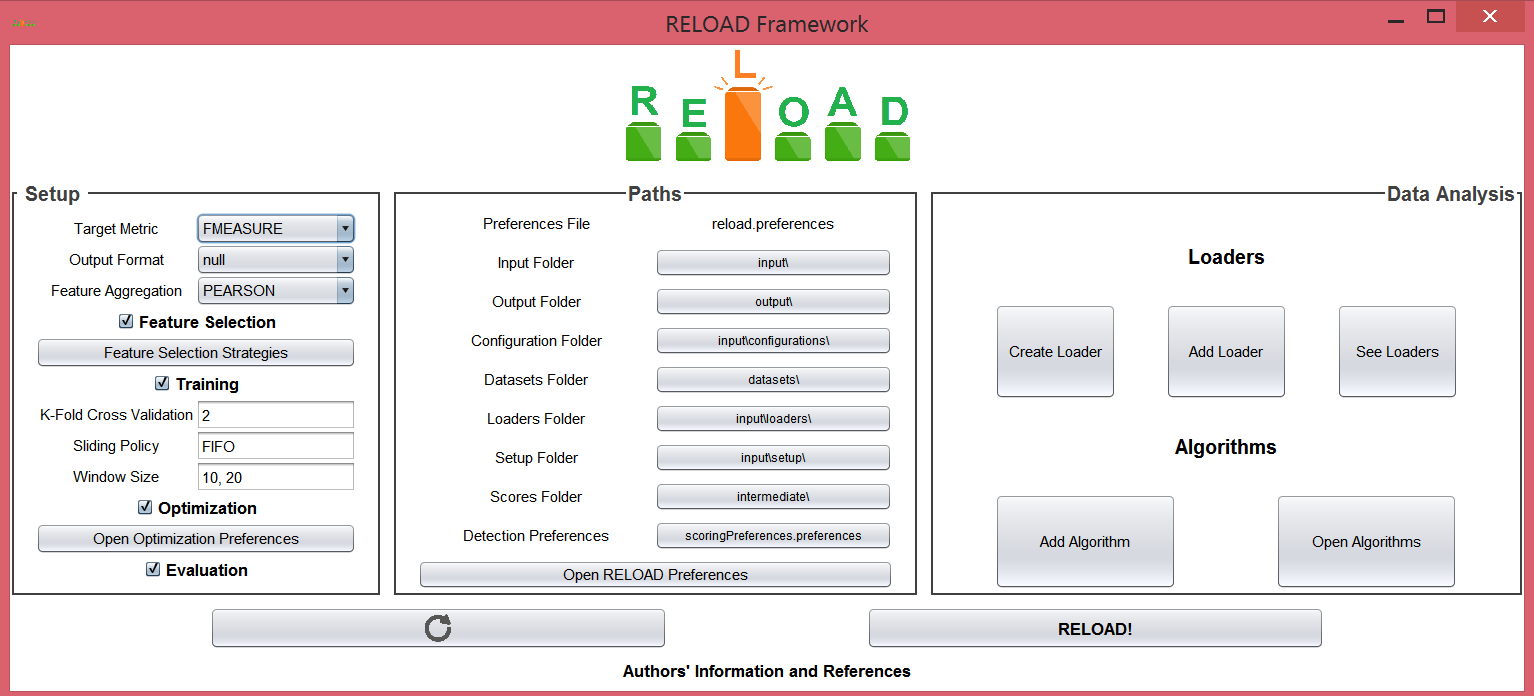 RELOAD Framework
RELOAD
Setup
Target Metric FMEASURE
Output Format null
Feature Aggregation PEARSON
Feature Selection
Feature Selection Strategies
Training
K-Fold Cross Validation 2
Sliding Policy FIFO
Window Size 10, 20
Optimization
Open Optimization Preferences
Evaluation
Paths
Preferences File reload.preferences
Input Folder input\
Output Folder output\
Configuration Folder input\configurations\
Datasets Folder datasets\
Loaders Folder input\loaders\
Setup Folder input\setup\
Scores Folder intermediate\
Detection Preferences scoringPreferences.preferences
Open RELOAD Preferences
Data Analysis
Loaders
Create Loader Add Loader See Loaders
Algorithms
Add Algorithm Open Algorithms
RELOAD!
Authors' Information and References